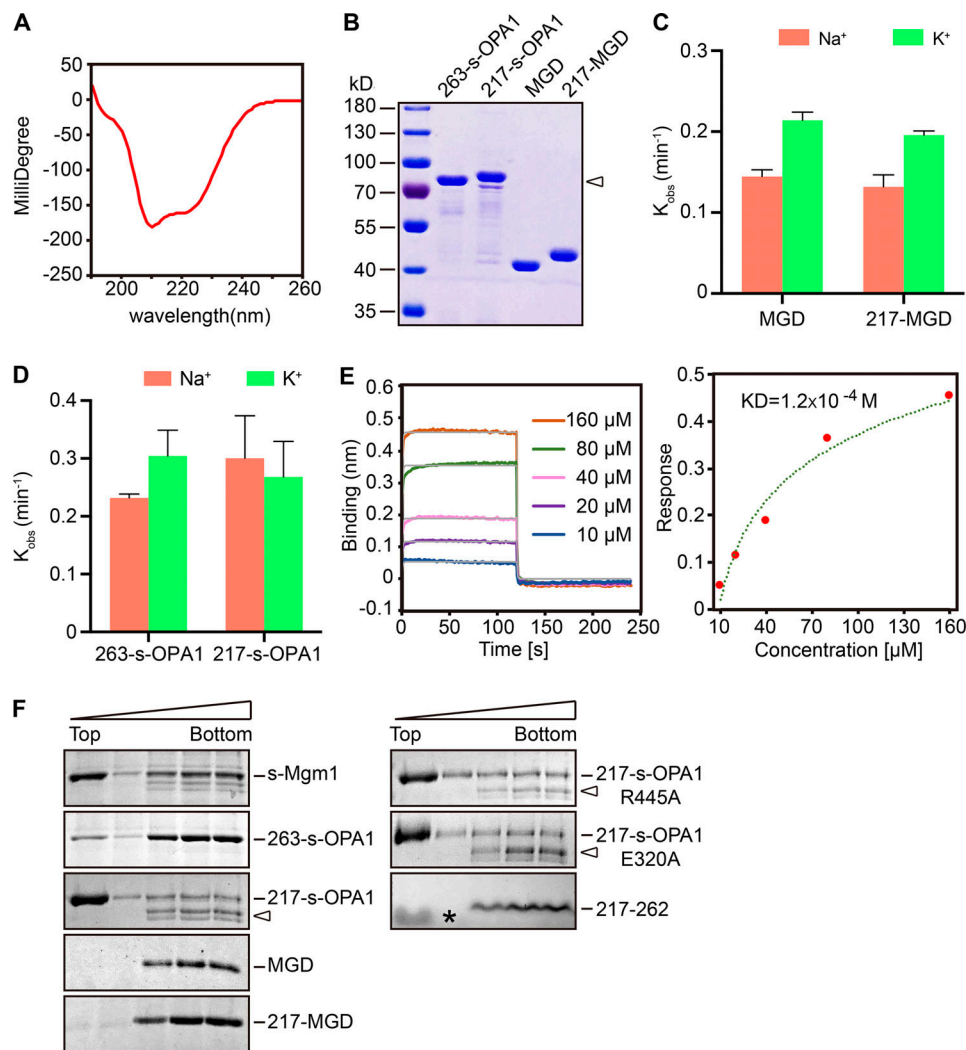 A
MilliDegree
50
0
-50
-100
-150
-200
-250
200
220
240
260
wavelength(nm)
B
kD
263-s-OPA1
217-s-OPA1
MGD
217-MGD
180
130
100
70
55
40
35
C
Na⁺
K⁺
Kobs (min⁻¹)
0.3
0.2
0.1
0
MGD
217-MGD
D
Na⁺
K⁺
Kobs (min⁻¹)
0.4
0.3
0.2
0.1
0
263-s-OPA1
217-s-OPA1
E
Binding (nm)
0.6
0.5
0.4
0.3
0.2
0.1
0
-0.1
160 µM
80 µM
40 µM
20 µM
10 µM
0
50
100
150
200
250
Time [s]
KD=1.2x10 ⁻⁴ M
Response
0.5
0.4
0.3
0.2
0.1
0
10
40
70
100
130
160
Concentration [µM]
F
Top
Bottom
s-Mgm1
263-s-OPA1
217-s-OPA1
MGD
217-MGD
Top
Bottom
217-s-OPA1
R445A
217-s-OPA1
E320A
217-262
*